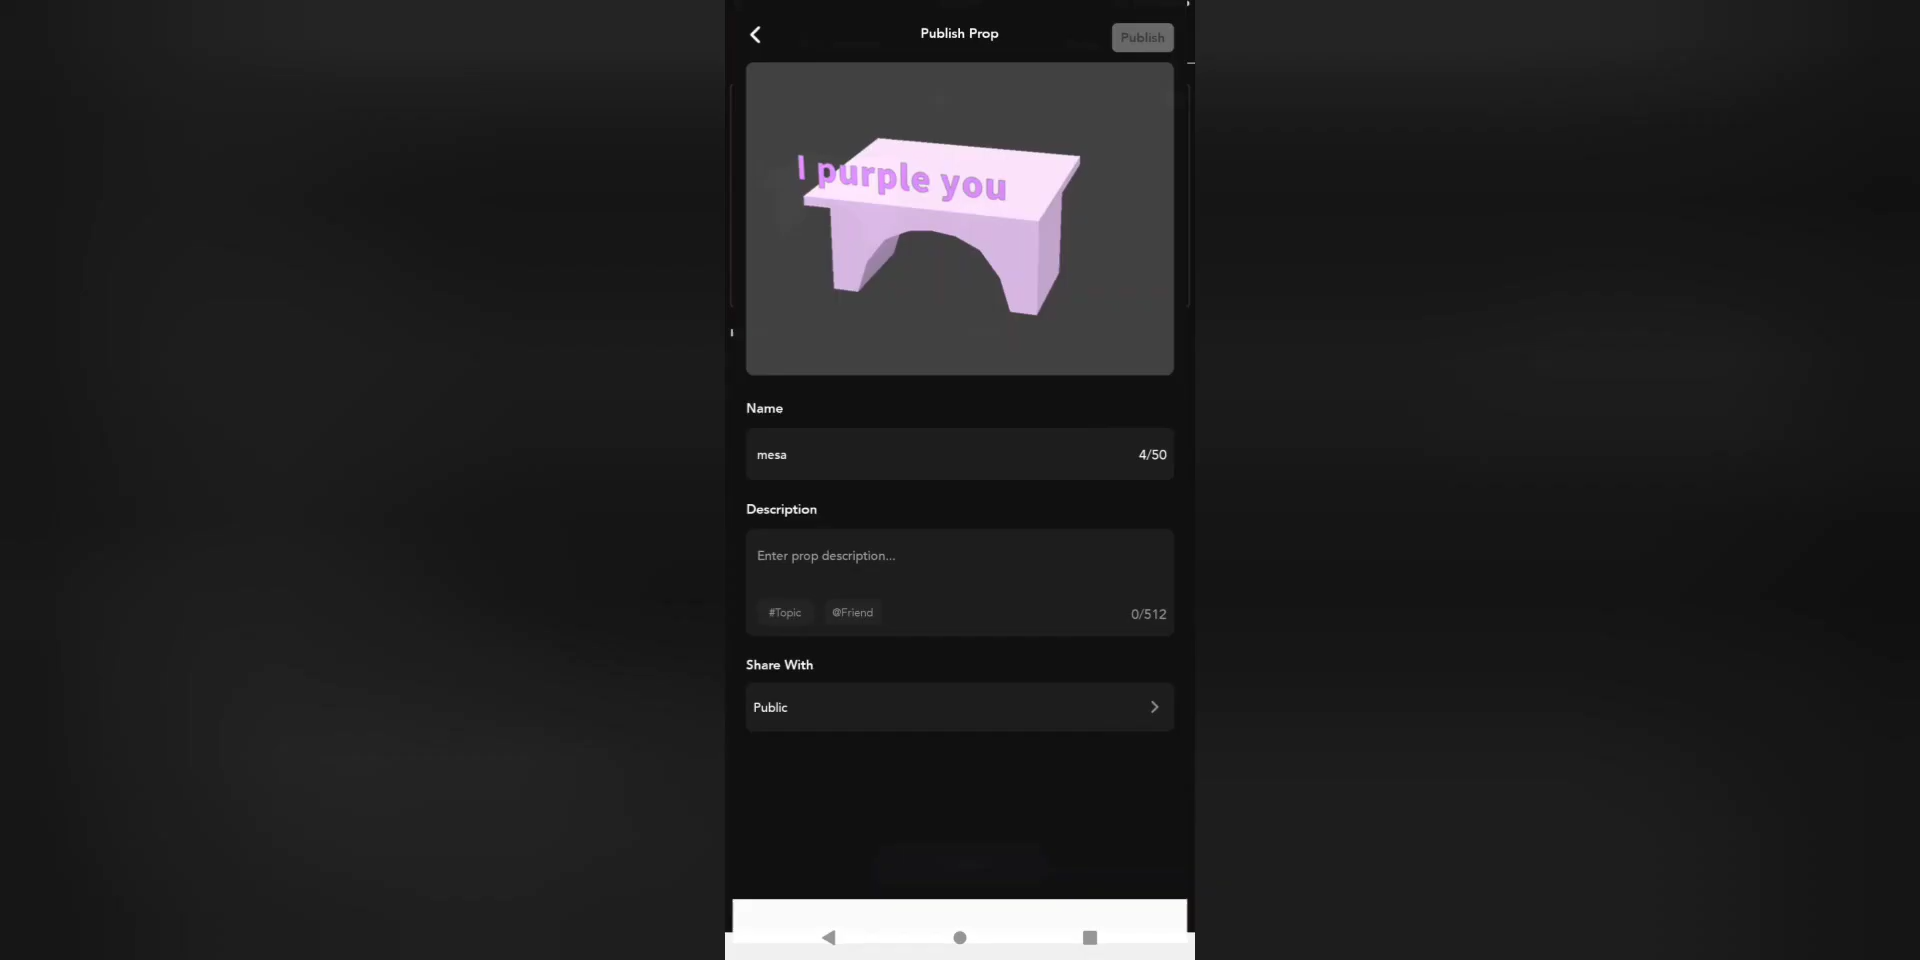 Publish Prop
Publish
I purple you
Name
mesa
4/50
Description
Enter prop description...
#Topic
@Friend
0/512
Share With
Public